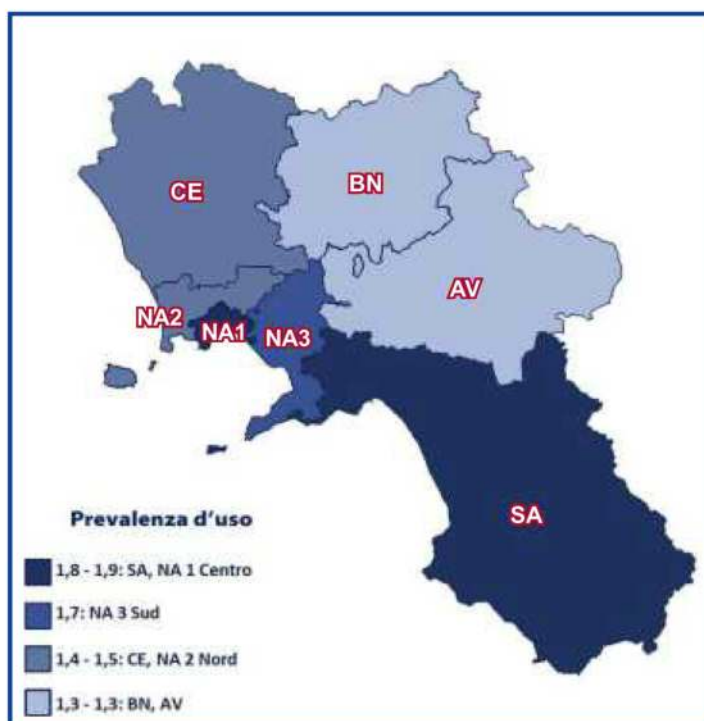 CE
BN
AV
NA2
NA1
NA3
SA
Prevalenza d'uso
1,8 - 1,9: SA, NA 1 Centro
1,7: NA 3 Sud
1,4 - 1,5: CE, NA 2 Nord
1,3 - 1,3: BN, AV